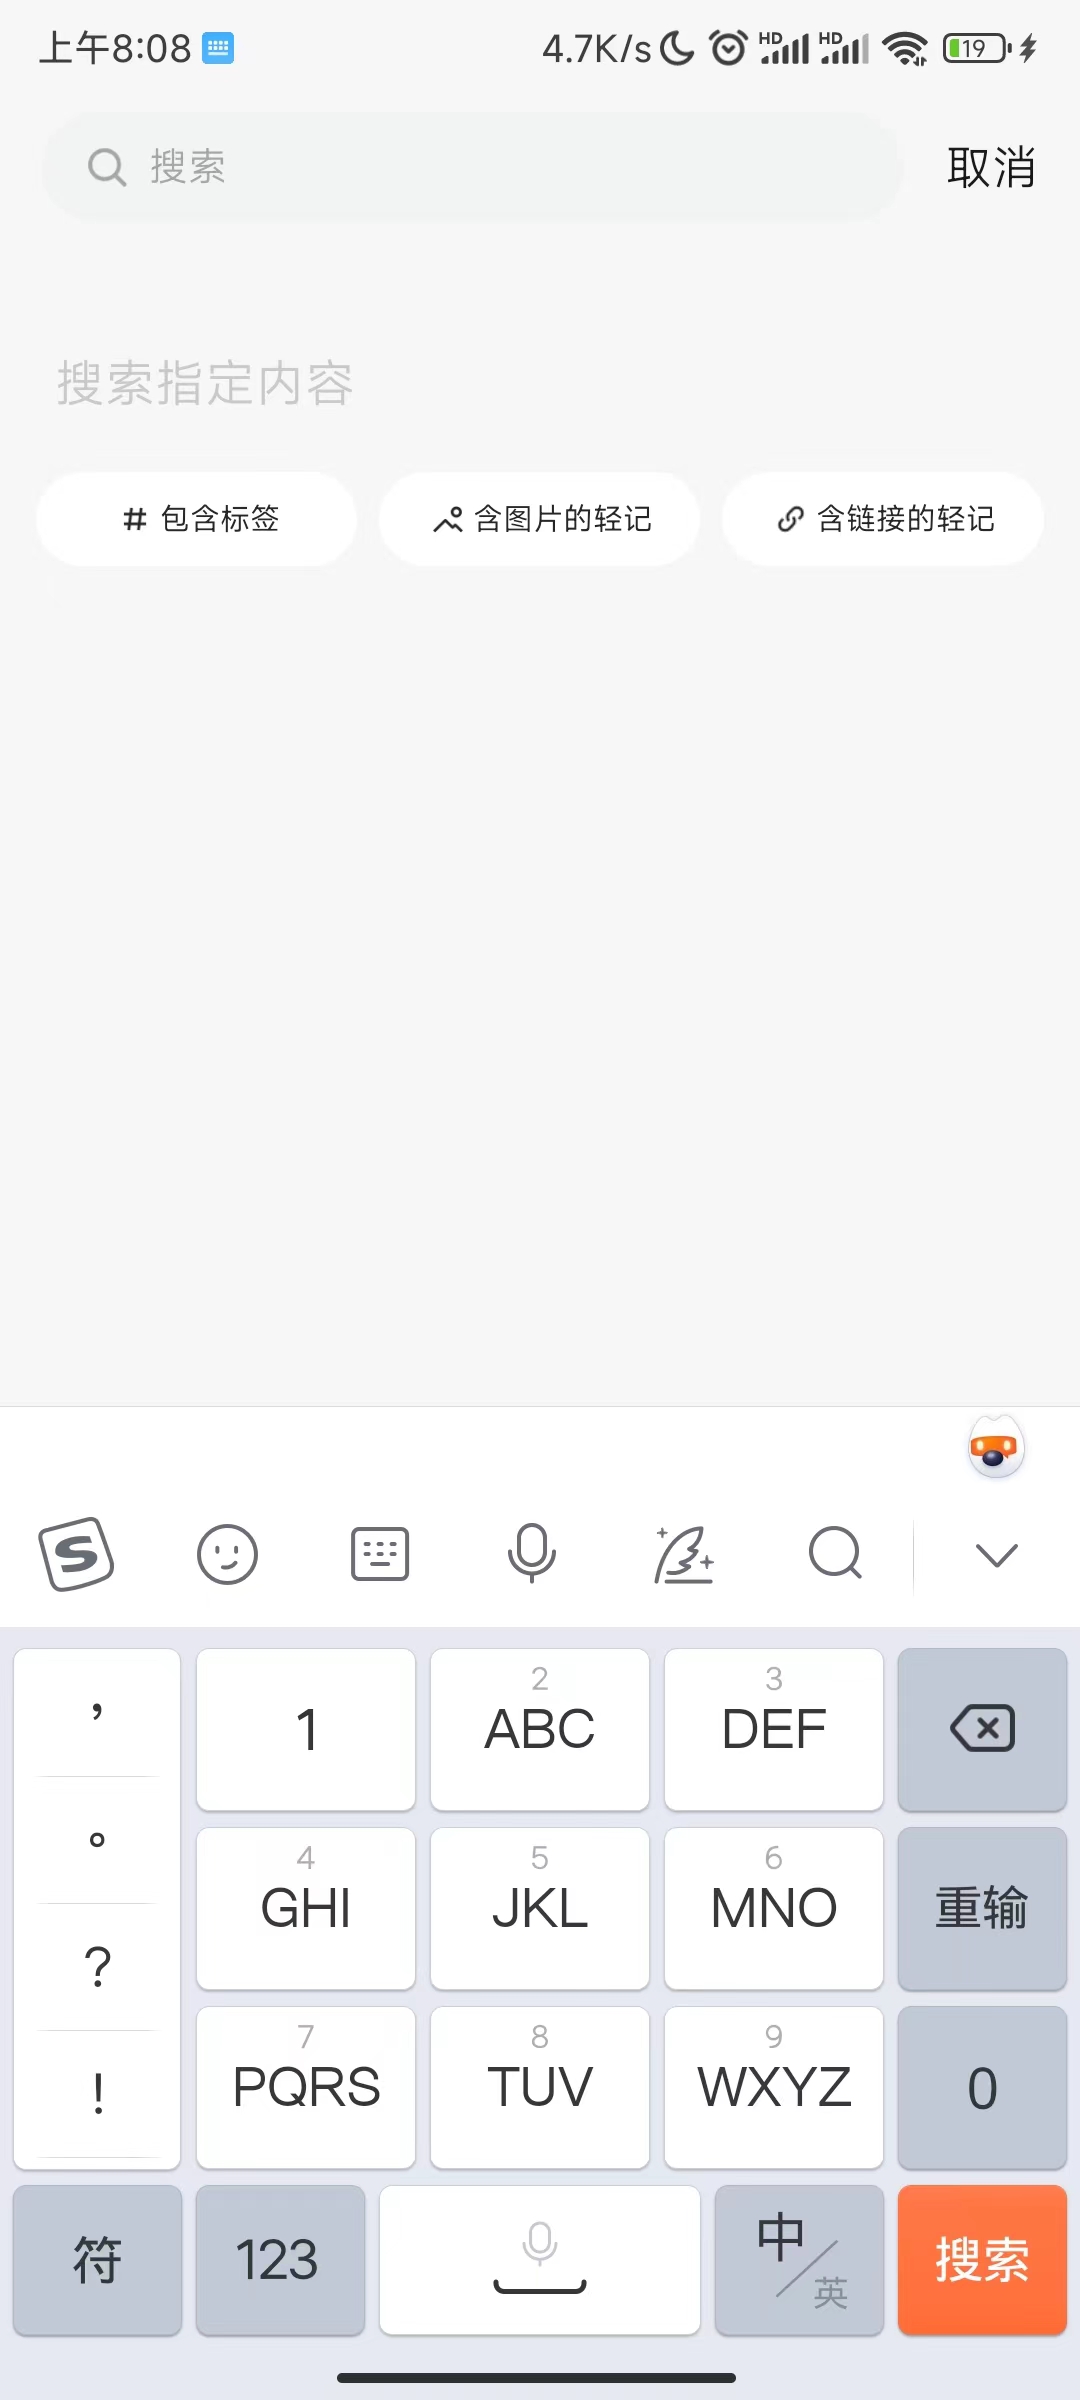 上午8:08 4.7K/s HD HD 19
搜索 取消
搜索指定内容
# 包含标签 含图片的轻记 含链接的轻记
S
, 1 2 ABC 3 DEF
。 4 GHI 5 JKL 6 MNO 重输
?
! 7 PQRS 8 TUV 9 WXYZ 0
符 123 中/英 搜索